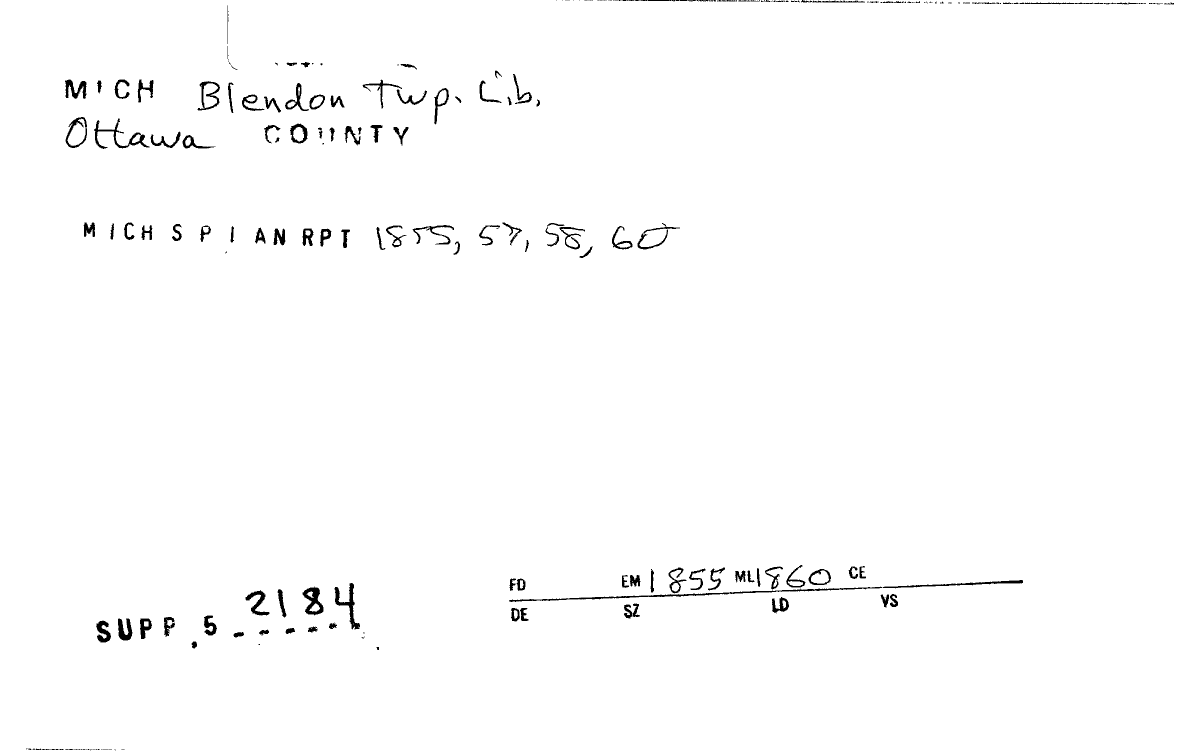 MICH Blendon Twp. Lib.
Ottawa COUNTY
MICH SP I AN RPT 1855, 57, 58, 60
SUPP. 5 2184
FD EM 1855 ML 1860 CE
DE SZ LD VS